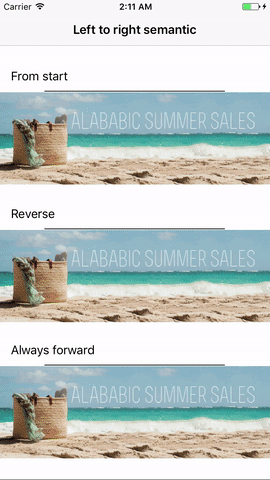 Carrier 2:11 AM
Left to right semantic
From start
ALABABIC SUMMER SALES
Reverse
ALABABIC SUMMER SALES
Always forward
ALABABIC SUMMER SALES